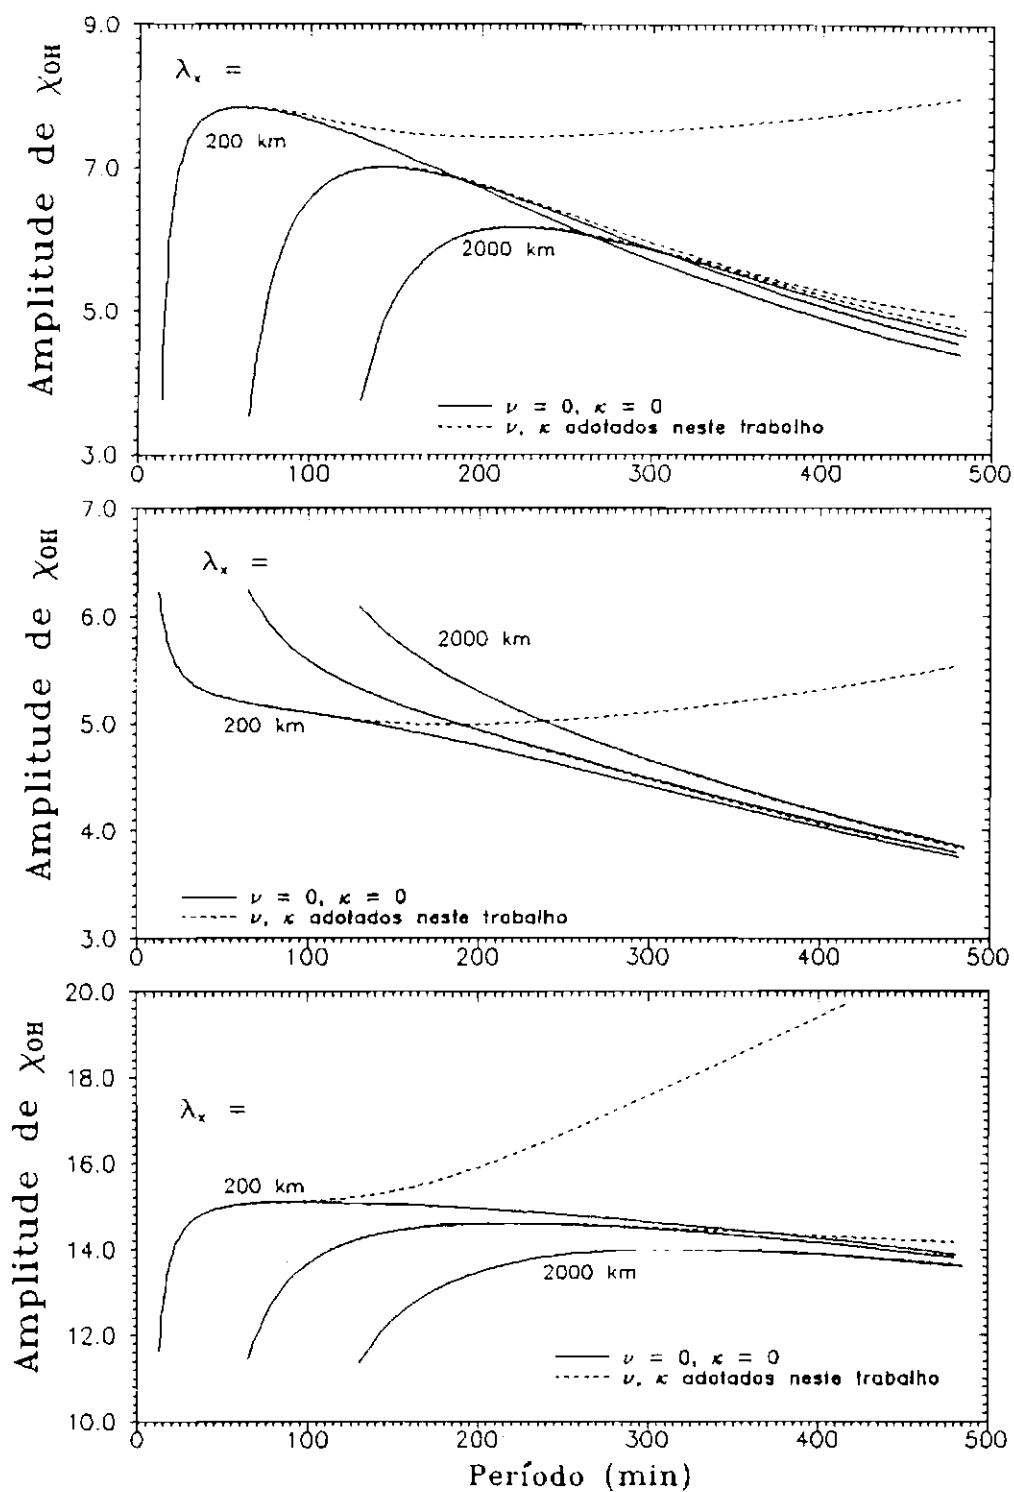 9.0
7.0
5.0
3.0
Amplitude de χOH
λx =
200 km
2000 km
ν = 0, κ = 0
ν, κ adotados neste trabalho
0 100 200 300 400 500
7.0
6.0
5.0
4.0
3.0
Amplitude de χOH
λx =
2000 km
200 km
ν = 0, κ = 0
ν, κ adotados neste trabalho
0 100 200 300 400 500
20.0
18.0
16.0
14.0
12.0
10.0
Amplitude de χOH
λx =
200 km
2000 km
ν = 0, κ = 0
ν, κ adotados neste trabalho
0 100 200 300 400 500
Período (min)